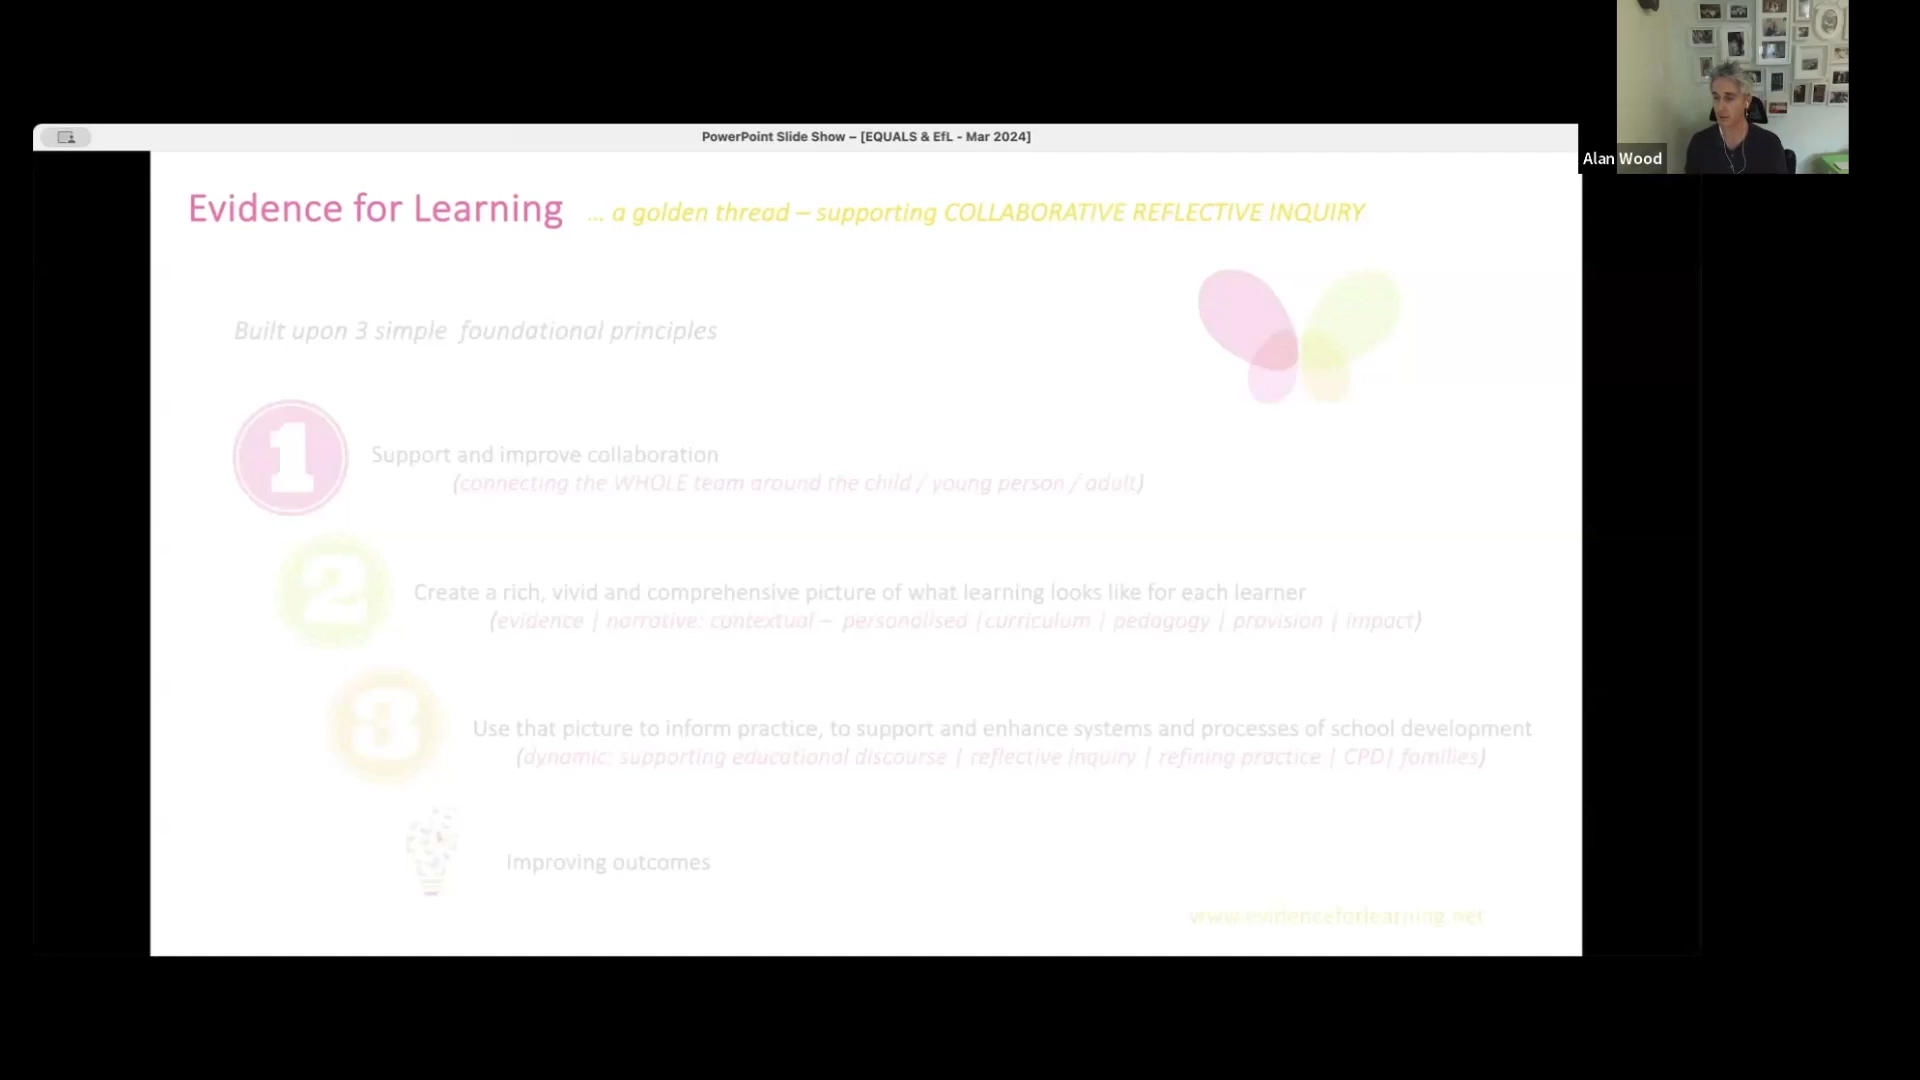 PowerPoint Slide Show – [EQUALS & EfL - Mar 2024]
Alan Wood
Evidence for Learning ... a golden thread – supporting COLLABORATIVE REFLECTIVE INQUIRY
Built upon 3 simple foundational principles
1 Support and improve collaboration
(connecting the WHOLE team around the child / young person / adult)
2 Create a rich, vivid and comprehensive picture of what learning looks like for each learner
(evidence | narrative: contextual – personalised |curriculum | pedagogy | provision | impact)
3 Use that picture to inform practice, to support and enhance systems and processes of school development
(dynamic: supporting educational discourse | reflective inquiry | refining practice | CPD| families)
Improving outcomes
www.evidenceforlearning.net